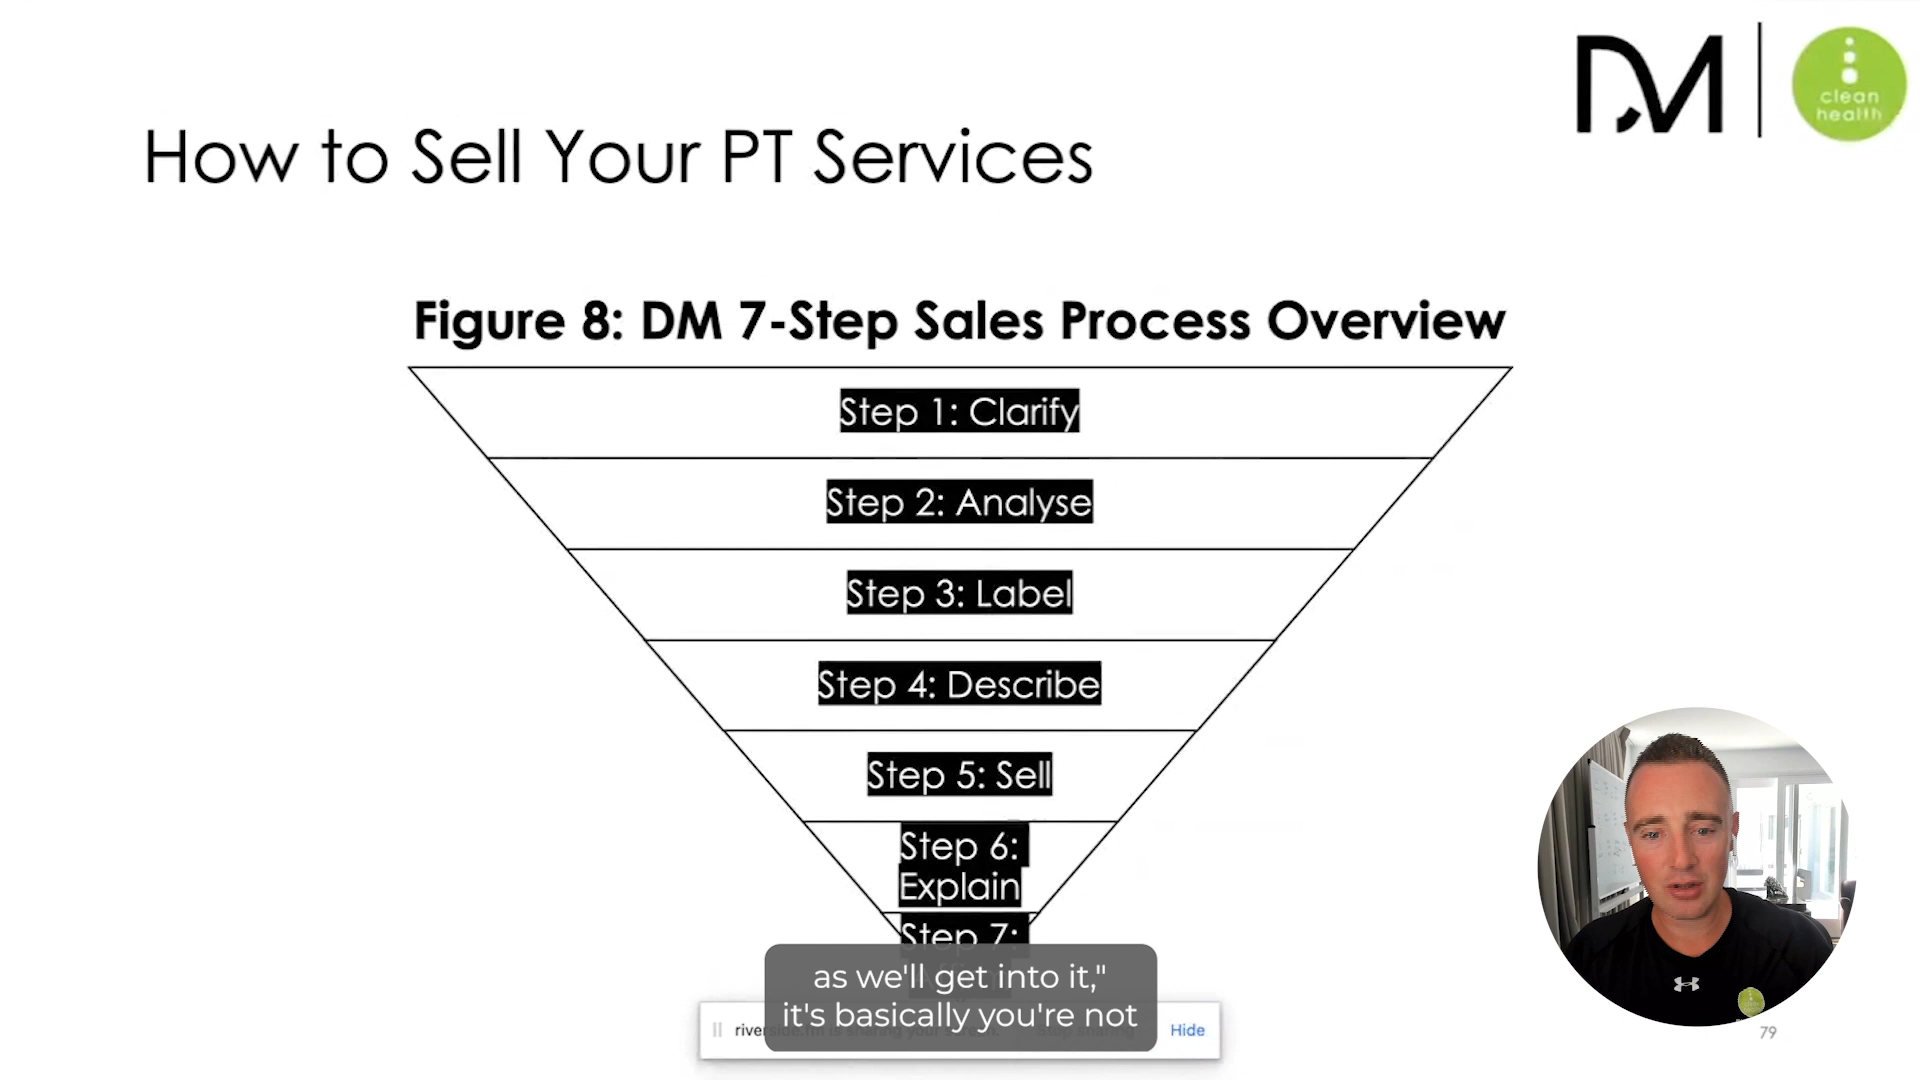 DM
clean
health
How to Sell Your PT Services
Figure 8: DM 7-Step Sales Process Overview
Step 1: Clarify
Step 2: Analyse
Step 3: Label
Step 4: Describe
Step 5: Sell
Step 6:
Explain
Step 7:
as we'll get into it,"
it's basically you're not
Hide
79